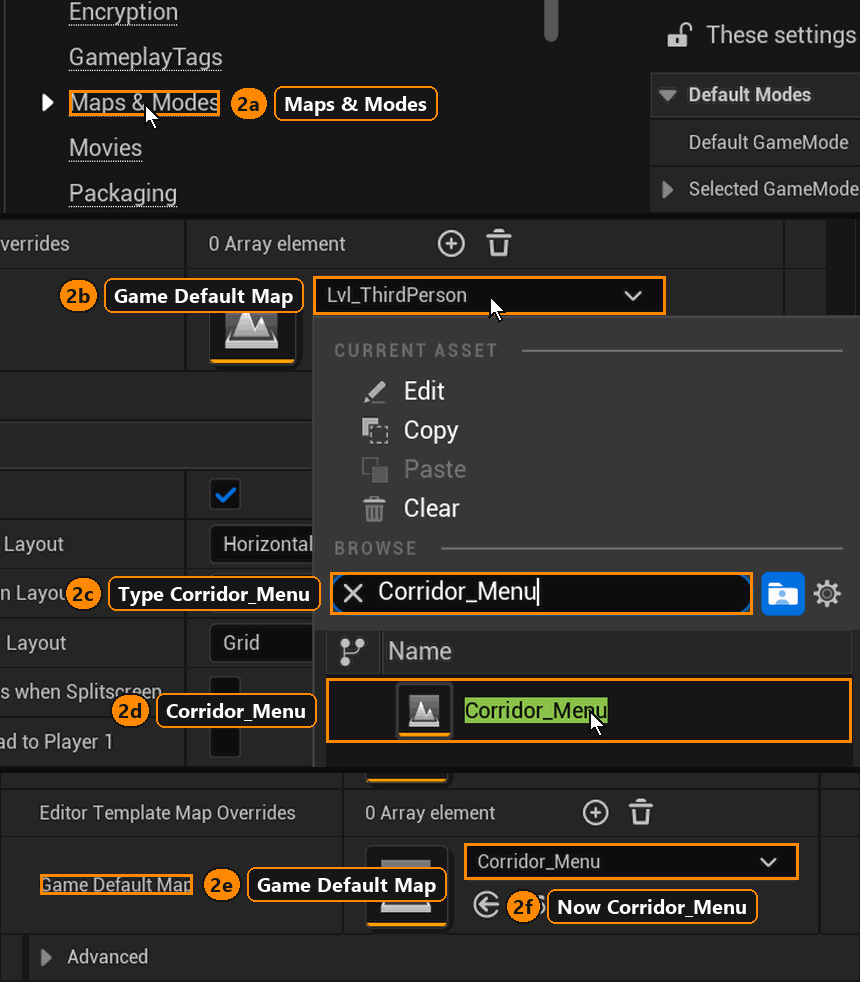 Encryption
These settings
GameplayTags
Default Modes
Maps & Modes
2a
Maps & Modes
Default GameMode
Movies
Packaging
Selected GameMode
verrides
0 Array element
2b
Game Default Map
Lvl_ThirdPerson
CURRENT ASSET
Edit
Copy
Paste
Clear
Layout
Horizontal
BROWSE
n Layou
2c
Type Corridor_Menu
Corridor_Menu
Layout
Grid
Name
s when Splitscreen
2d
Corridor_Menu
Corridor_Menu
ad to Player 1
Editor Template Map Overrides
0 Array element
Game Default Map
2e
Game Default Map
Corridor_Menu
2f
Now Corridor_Menu
Advanced